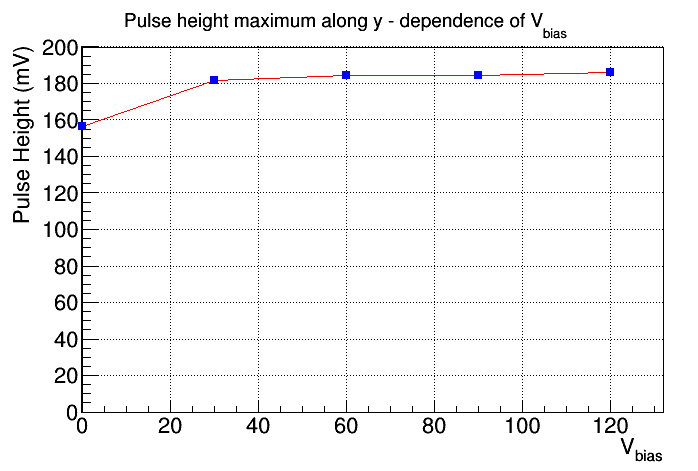 Pulse height maximum along y - dependence of V_bias
Pulse Height (mV)
200
180
160
140
120
100
80
60
40
20
0
0 20 40 60 80 100 120
V_bias